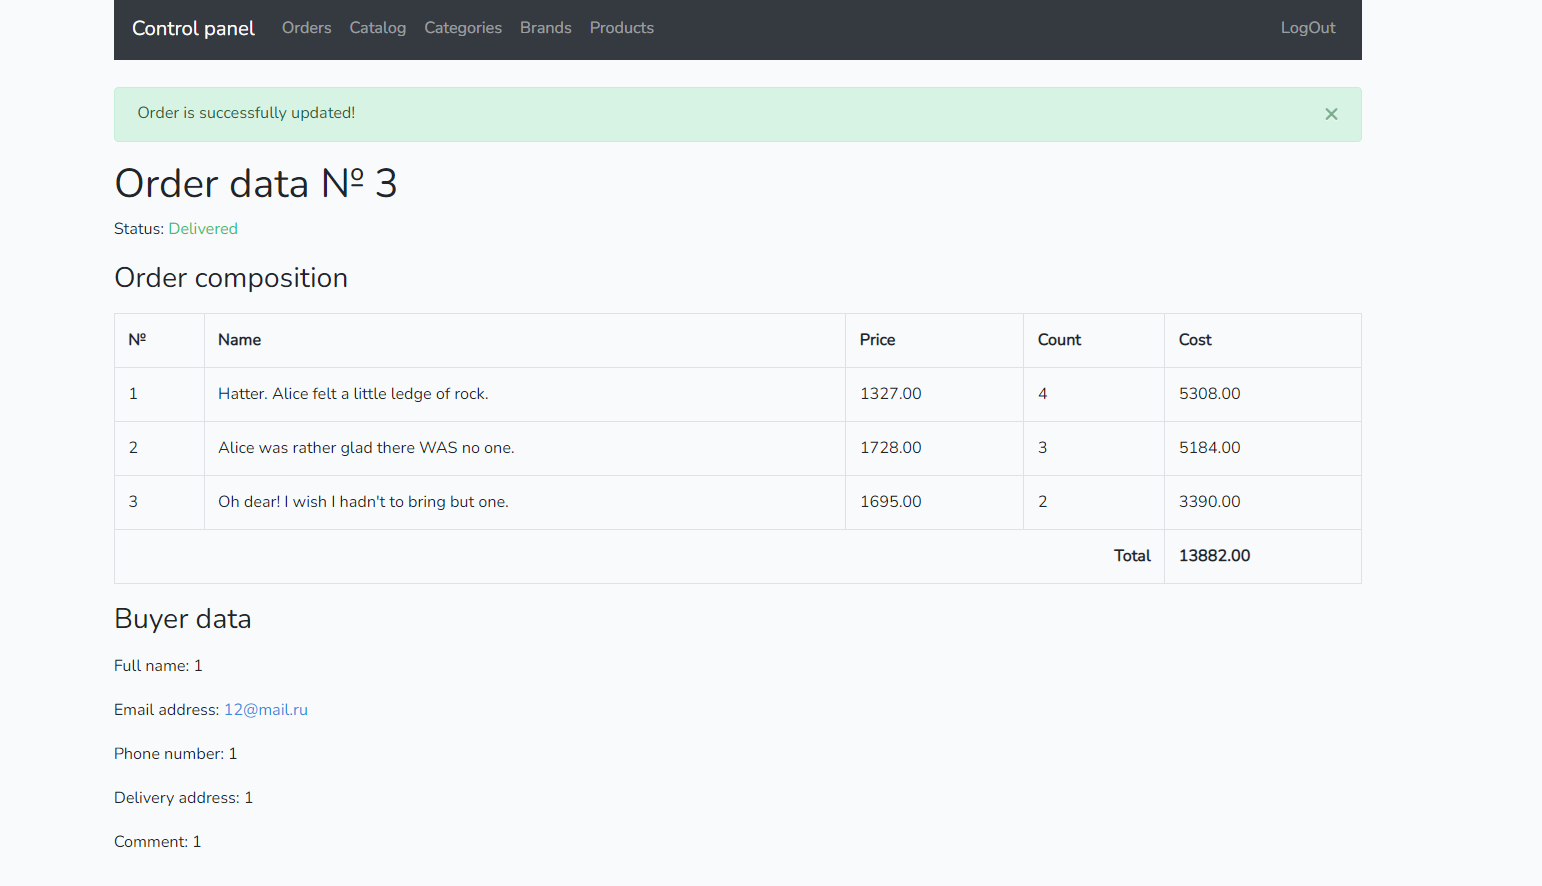 Control panel Orders Catalog Categories Brands Products LogOut
Order is successfully updated! ×
Order data № 3
Status: Delivered
Order composition
№ Name Price Count Cost
1 Hatter. Alice felt a little ledge of rock. 1327.00 4 5308.00
2 Alice was rather glad there WAS no one. 1728.00 3 5184.00
3 Oh dear! I wish I hadn't to bring but one. 1695.00 2 3390.00
Total 13882.00
Buyer data
Full name: 1
Email address: 12@mail.ru
Phone number: 1
Delivery address: 1
Comment: 1